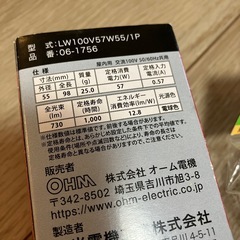 型 式：LW100V57W55/1P
品 番：06-1756
仕様
屋内用 交流100V 50/60Hz共用
寸法(mm) 質量(g) 定格消費電力(W) 定格入力電流(A)
外径 長さ
55 98 25.0 57 0.57
全光束(lm) 定格寿命(時間) エネルギー消費効率(lm/W) 光源色
730 1,000 12.8 電球色
販売者
OHM 株式会社 オーム電機
〒342-8502 埼玉県吉川市旭3-8
https://www.ohm-electric.co.jp/
製造者